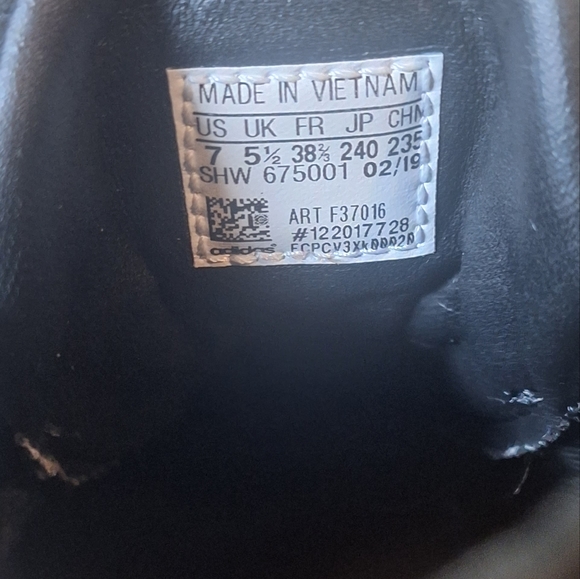 MADE IN VIETNAM
US UK FR JP CHN
7 5½ 38⅔ 240 235
SHW 675001 02/19
ART F37016
#122017728
adidas